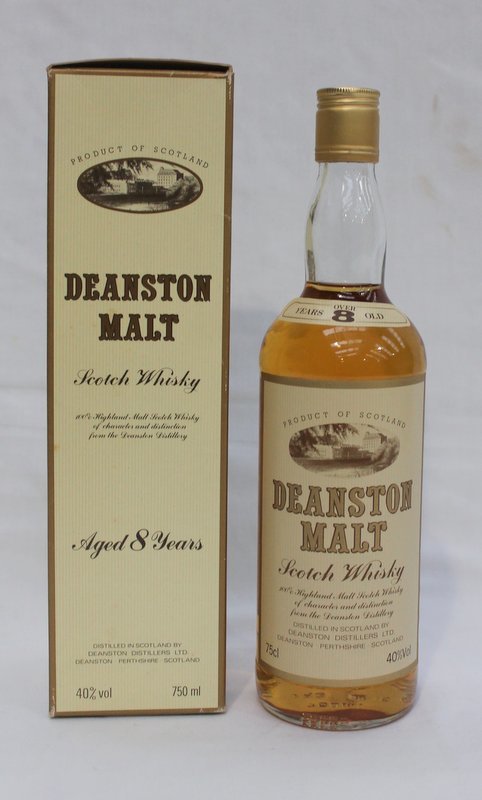 PRODUCT OF SCOTLAND
DEANSTON
MALT
Scotch Whisky
100% Highland Malt Scotch Whisky
of character and distinction
from the Deanston Distillery
Aged 8 Years
DISTILLED IN SCOTLAND BY
DEANSTON DISTILLERS LTD.
DEANSTON PERTHSHIRE SCOTLAND
40% vol 750 ml
OVER
YEARS 8 OLD
PRODUCT OF SCOTLAND
DEANSTON
MALT
Scotch Whisky
100% Highland Malt Scotch Whisky
of character and distinction
from the Deanston Distillery
DISTILLED IN SCOTLAND BY
DEANSTON DISTILLERS LTD.
DEANSTON PERTHSHIRE SCOTLAND
75cl 40%Vol